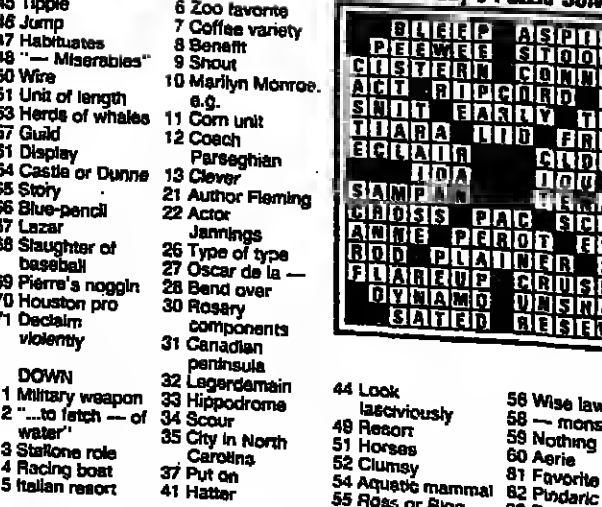 45 Tipple
46 Jump
47 Habituates
48 "— Miserables"
50 Wire
51 Unit of length
53 Herds of whales
57 Guild
61 Display
64 Castle or Dunne
65 Story
66 Blue-pencil
67 Lazar
68 Slaughter of
baseball
69 Pierre's noggin
70 Houston pro
71 Declaim
violently
DOWN
1 Military weapon
2 "...to fetch — of
water"
3 Stallone role
4 Racing boat
5 Italian resort
6 Zoo favorite
7 Coffee variety
8 Benefit
9 Shout
10 Marilyn Monroe,
e.g.
11 Corn unit
12 Coach
Parseghian
13 Clever
21 Author Fleming
22 Actor
Jannings
26 Type of type
27 Oscar de la —
28 Bend over
30 Rosary
components
31 Canadian
peninsula
32 Legerdemain
33 Hippodrome
34 Scour
35 City in North
Carolina
37 Put on
41 Hatter
BLEEP ASPI
PEEWEE STOO
CISTERN CONN
ACT RIPCORD
SNIT EARLY T
TIARA LID FR
ECLAIR CLO
IDA IOU
SAMPAN TEN
CROSS PAC SC
ANNE PEROT E
ROD PLAINER
FLAREUP CRUS
DYNAMO UNSN
SATED RESE
44 Look
lasciviously
49 Resort
51 Horses
52 Clumsy
54 Aquatic mammal
55 Ross or Rigg
56 Wise law
58 — mons
59 Nothing
60 Aerie
61 Favorite
62 Pindaric